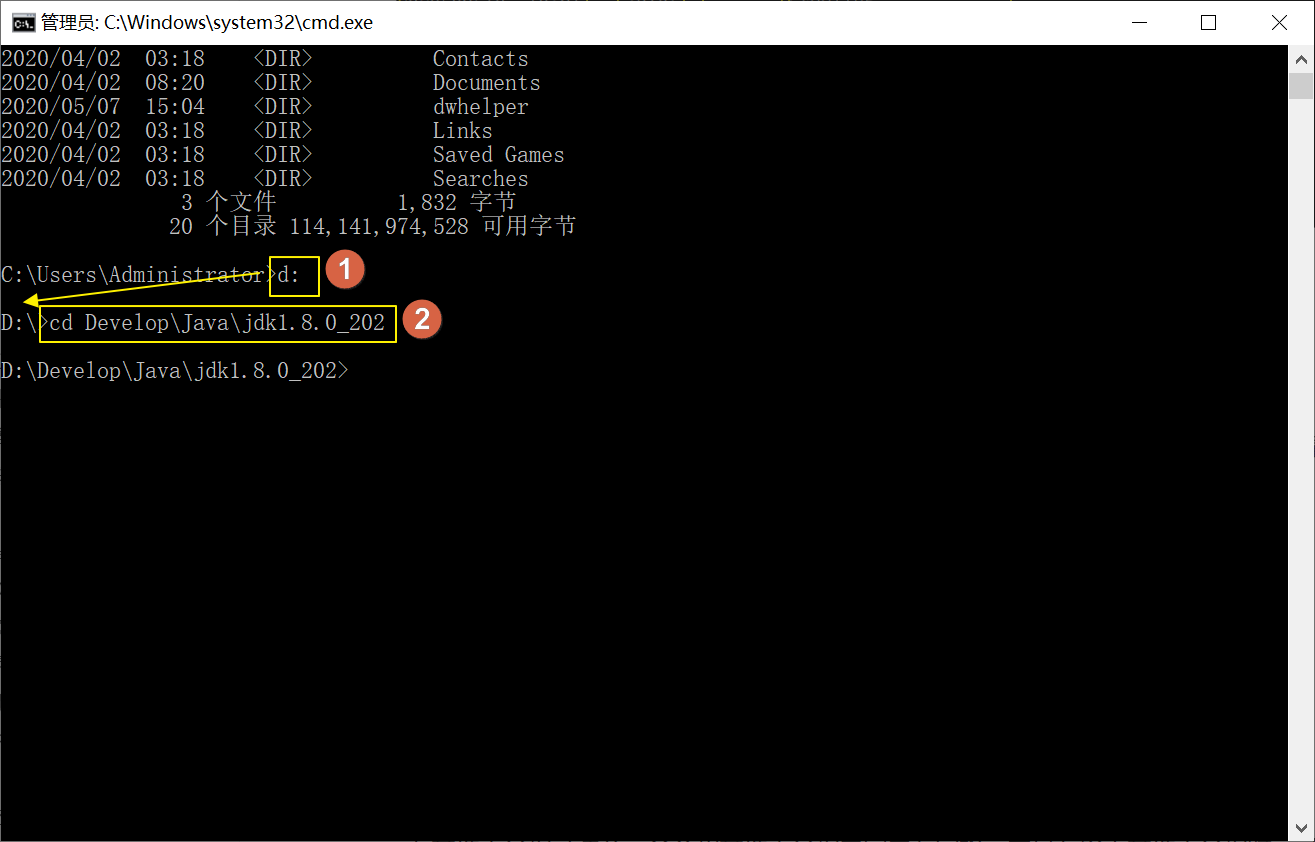 管理员: C:\Windows\system32\cmd.exe
2020/04/02  03:18    <DIR>          Contacts
2020/04/02  08:20    <DIR>          Documents
2020/05/07  15:04    <DIR>          dwhelper
2020/04/02  03:18    <DIR>          Links
2020/04/02  03:18    <DIR>          Saved Games
2020/04/02  03:18    <DIR>          Searches
3 个文件          1,832 字节
20 个目录 114,141,974,528 可用字节
C:\Users\Administrator>d: 1
D:\>cd Develop\Java\jdk1.8.0_202 2
D:\Develop\Java\jdk1.8.0_202>